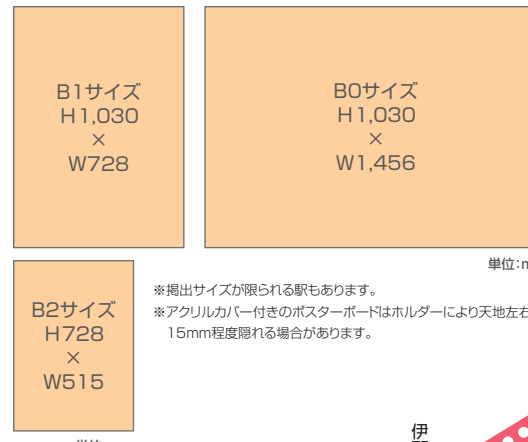 B1サイズ
H1,030
×
W728
B0サイズ
H1,030
×
W1,456
単位:m
B2サイズ
H728
×
W515
※掲出サイズが限られる駅もあります。
※アクリルカバー付きのポスターボードはホルダーにより天地左右
15mm程度隠れる場合があります。
伊